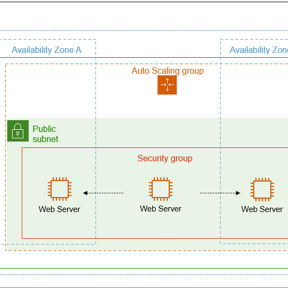 Availability Zone A
Availability Zone
Auto Scaling group
Public
subnet
Security group
Web Server
Web Server
Web Server